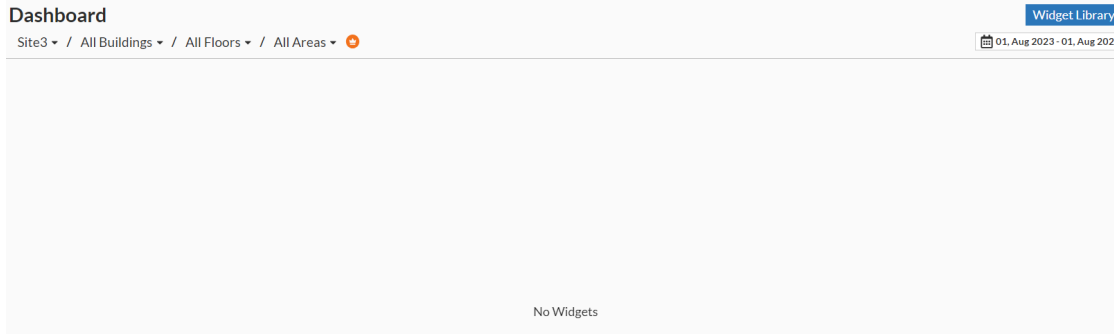 Dashboard
Widget Library
Site3 / All Buildings / All Floors / All Areas
01, Aug 2023 - 01, Aug 202
No Widgets